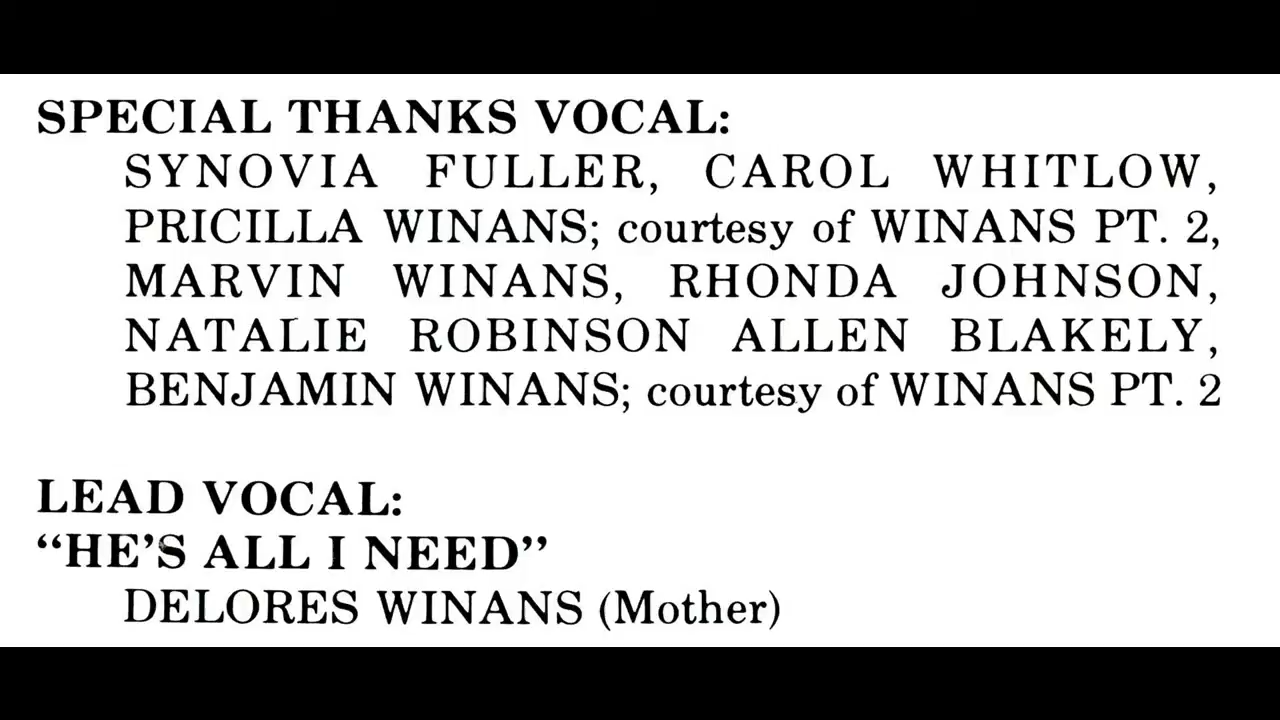 SPECIAL THANKS VOCAL:
SYNOVIA FULLER, CAROL WHITLOW,
PRICILLA WINANS; courtesy of WINANS PT. 2,
MARVIN WINANS, RHONDA JOHNSON,
NATALIE ROBINSON ALLEN BLAKELY,
BENJAMIN WINANS; courtesy of WINANS PT. 2
LEAD VOCAL:
“HE’S ALL I NEED”
DELORES WINANS (Mother)